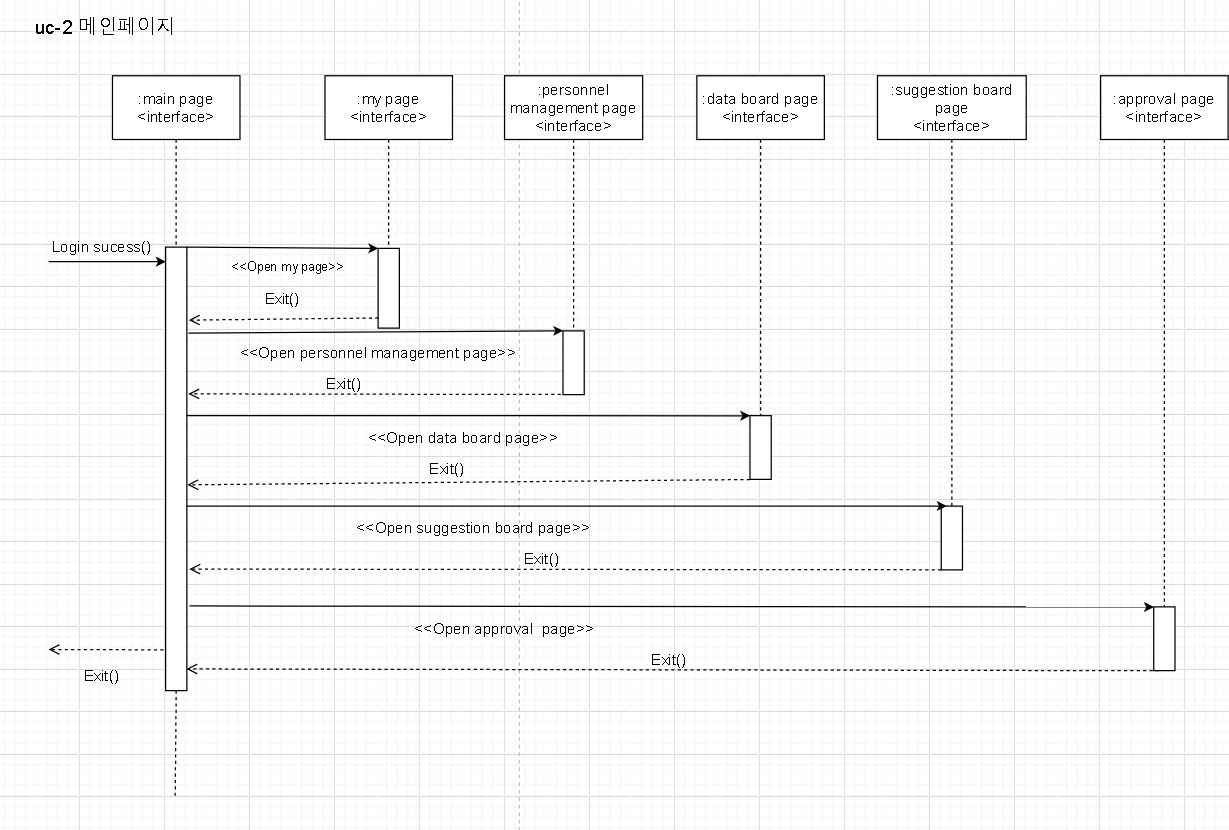 uc-2 메인페이지
:main page
<interface>
:my page
<interface>
:personnel
management page
<interface>
:data board page
<interface>
:suggestion board
page
<interface>
:approval page
<interface>
Login sucess()
<<Open my page>>
Exit()
<<Open personnel management page>>
Exit()
<<Open data board page>>
Exit()
<<Open suggestion board page>>
Exit()
<<Open approval  page>>
Exit()
Exit()